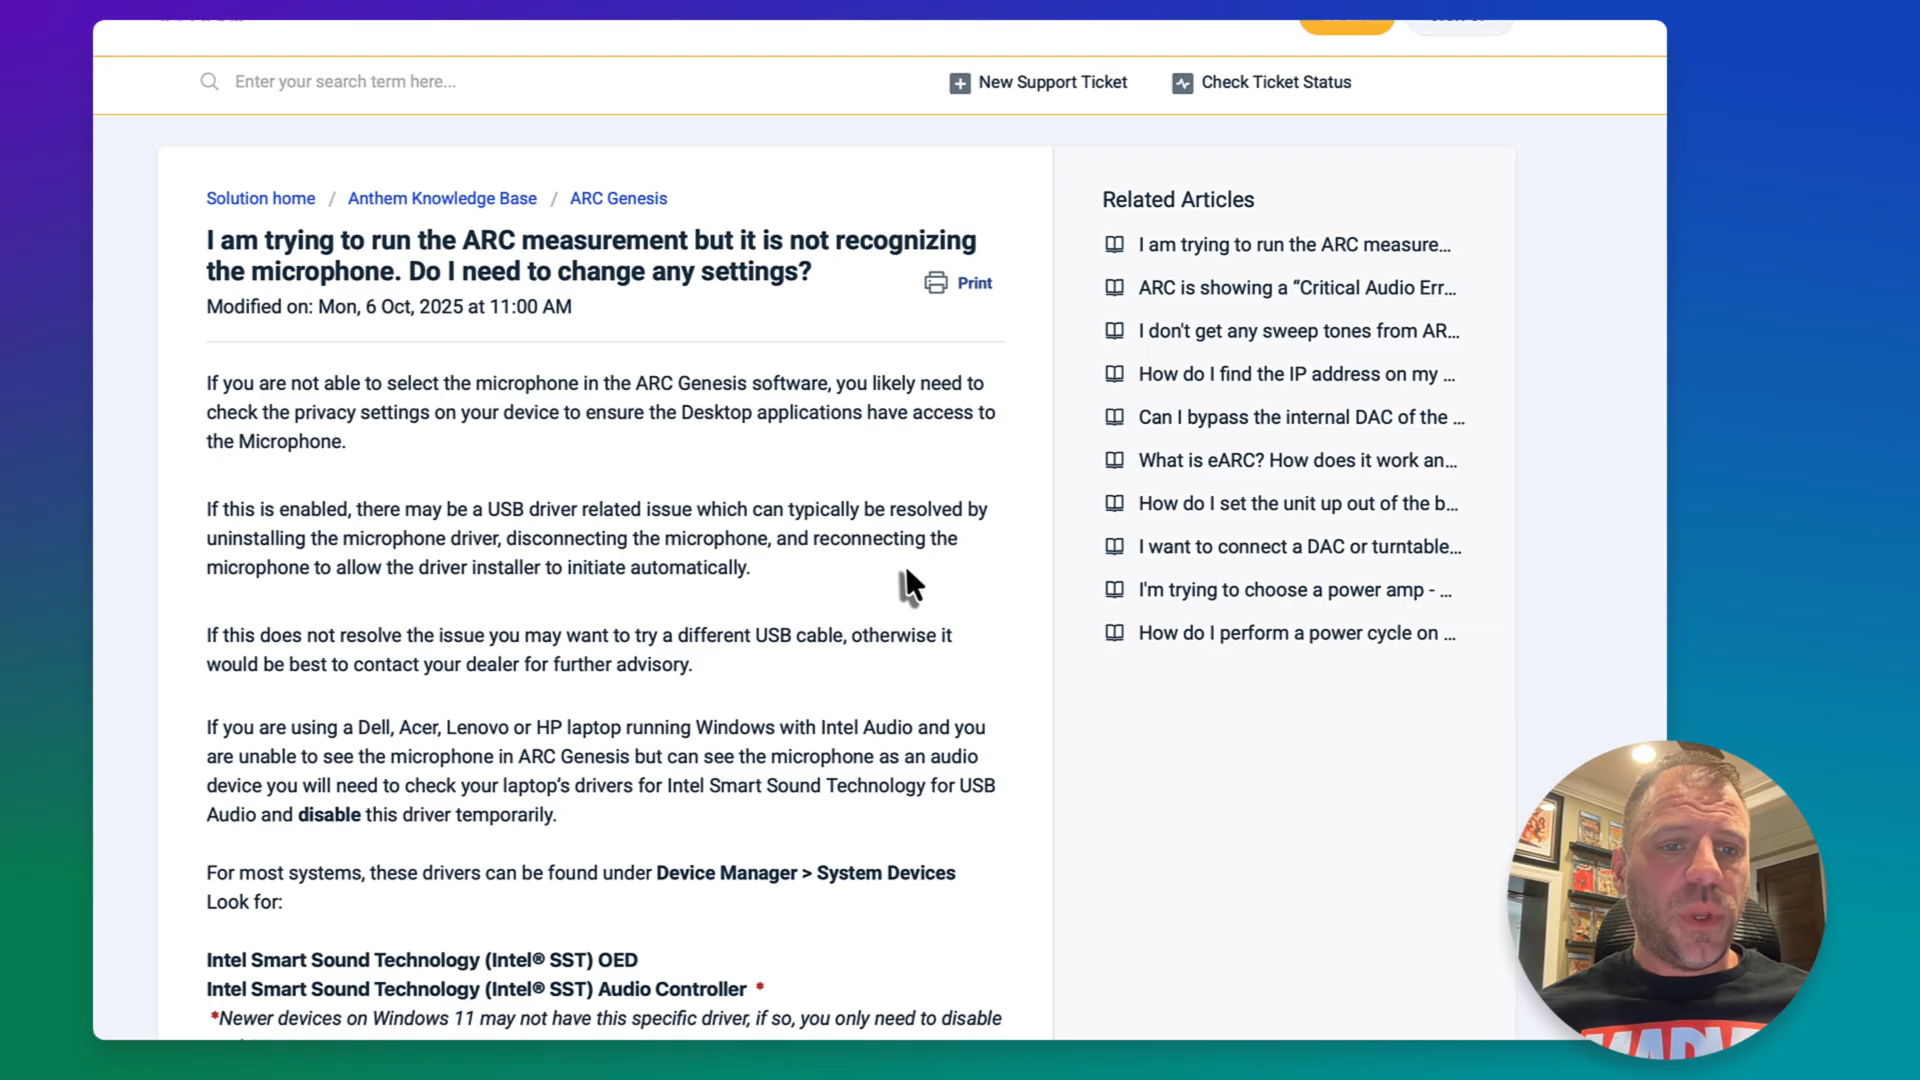 Enter your search term here...
New Support Ticket
Check Ticket Status
Solution home / Anthem Knowledge Base / ARC Genesis
I am trying to run the ARC measurement but it is not recognizing
the microphone. Do I need to change any settings?
Print
Modified on: Mon, 6 Oct, 2025 at 11:00 AM
If you are not able to select the microphone in the ARC Genesis software, you likely need to
check the privacy settings on your device to ensure the Desktop applications have access to
the Microphone.
If this is enabled, there may be a USB driver related issue which can typically be resolved by
uninstalling the microphone driver, disconnecting the microphone, and reconnecting the
microphone to allow the driver installer to initiate automatically.
If this does not resolve the issue you may want to try a different USB cable, otherwise it
would be best to contact your dealer for further advisory.
If you are using a Dell, Acer, Lenovo or HP laptop running Windows with Intel Audio and you
are unable to see the microphone in ARC Genesis but can see the microphone as an audio
device you will need to check your laptop’s drivers for Intel Smart Sound Technology for USB
Audio and disable this driver temporarily.
For most systems, these drivers can be found under Device Manager > System Devices
Look for:
Intel Smart Sound Technology (Intel® SST) OED
Intel Smart Sound Technology (Intel® SST) Audio Controller *
*Newer devices on Windows 11 may not have this specific driver, if so, you only need to disable
Related Articles
I am trying to run the ARC measure...
ARC is showing a “Critical Audio Err...
I don't get any sweep tones from AR...
How do I find the IP address on my ...
Can I bypass the internal DAC of the ...
What is eARC? How does it work an...
How do I set the unit up out of the b...
I want to connect a DAC or turntable...
I'm trying to choose a power amp - ...
How do I perform a power cycle on ...